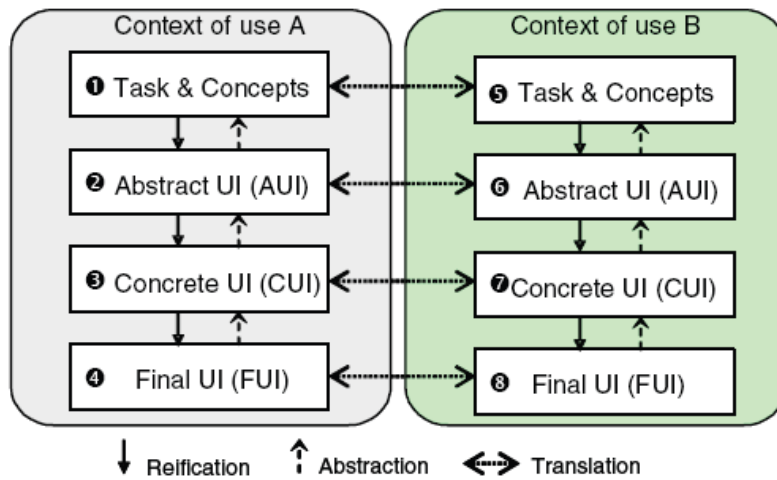 Context of use A
❶ Task & Concepts
❷ Abstract UI (AUI)
❸ Concrete UI (CUI)
❹ Final UI (FUI)
Context of use B
❺ Task & Concepts
❻ Abstract UI (AUI)
❼Concrete UI (CUI)
❽ Final UI (FUI)
Reification
Abstraction
Translation